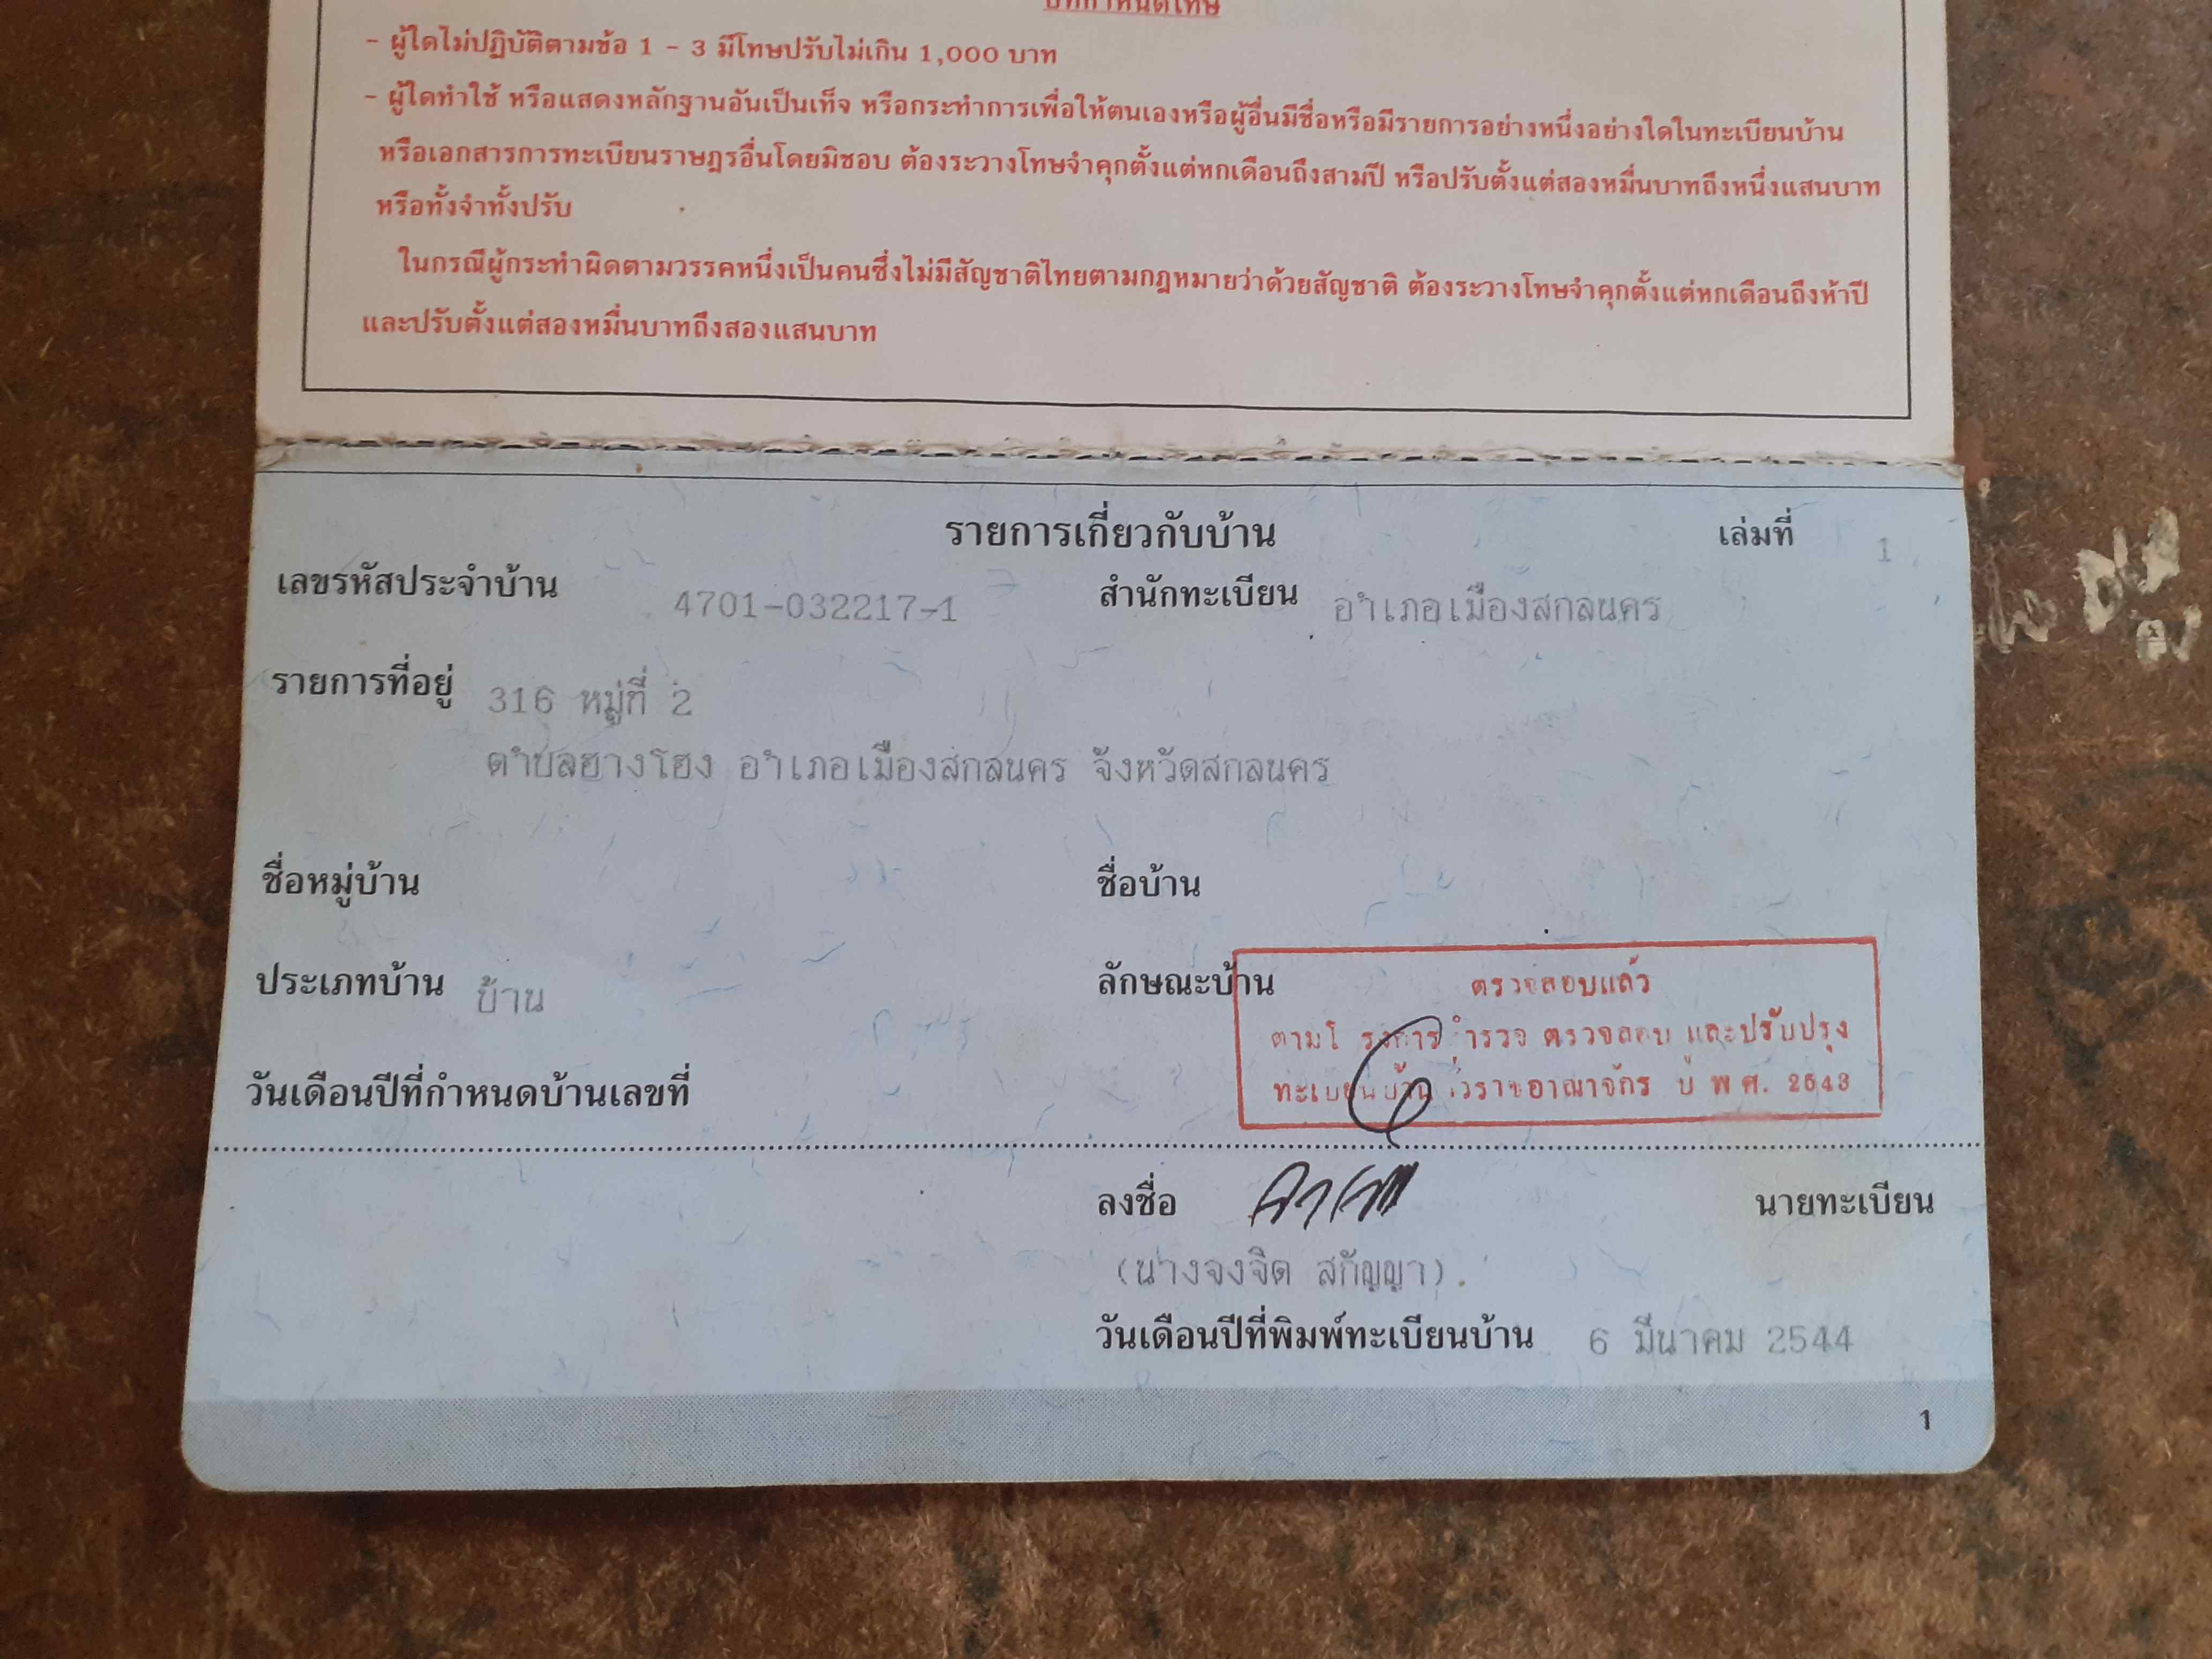 บทกำหนดโทษ
- ผู้ใดไม่ปฏิบัติตามข้อ 1 - 3 มีโทษปรับไม่เกิน 1,000 บาท
- ผู้ใดทำใช้ หรือแสดงหลักฐานอันเป็นเท็จ หรือกระทำการเพื่อให้ตนเองหรือผู้อื่นมีชื่อหรือมีรายการอย่างหนึ่งอย่างใดในทะเบียนบ้าน
หรือเอกสารการทะเบียนราษฎรอื่นโดยมิชอบ ต้องระวางโทษจำคุกตั้งแต่หกเดือนถึงสามปี หรือปรับตั้งแต่สองหมื่นบาทถึงหนึ่งแสนบาท
หรือทั้งจำทั้งปรับ
ในกรณีผู้กระทำผิดตามวรรคหนึ่งเป็นคนซึ่งไม่มีสัญชาติไทยตามกฎหมายว่าด้วยสัญชาติ ต้องระวางโทษจำคุกตั้งแต่หกเดือนถึงห้าปี
และปรับตั้งแต่สองหมื่นบาทถึงสองแสนบาท
รายการเกี่ยวกับบ้าน เล่มที่ 1
เลขรหัสประจำบ้าน 4701-032217-1 สำนักทะเบียน อำเภอเมืองสกลนคร
รายการที่อยู่ 316 หมู่ที่ 2
ตำบลฮางโฮง อำเภอเมืองสกลนคร จังหวัดสกลนคร
ชื่อหมู่บ้าน ชื่อบ้าน
ประเภทบ้าน บ้าน ลักษณะบ้าน
ตรวจสอบแล้ว
ตามโครงการสำรวจ ตรวจสอบ และปรับปรุง
ทะเบียนบ้านทั่วราชอาณาจักร ปี พ.ศ. 2543
วันเดือนปีที่กำหนดบ้านเลขที่
ลงชื่อ นายทะเบียน
(นางจงจิต สกัญญา).
วันเดือนปีที่พิมพ์ทะเบียนบ้าน 6 มีนาคม 2544
1